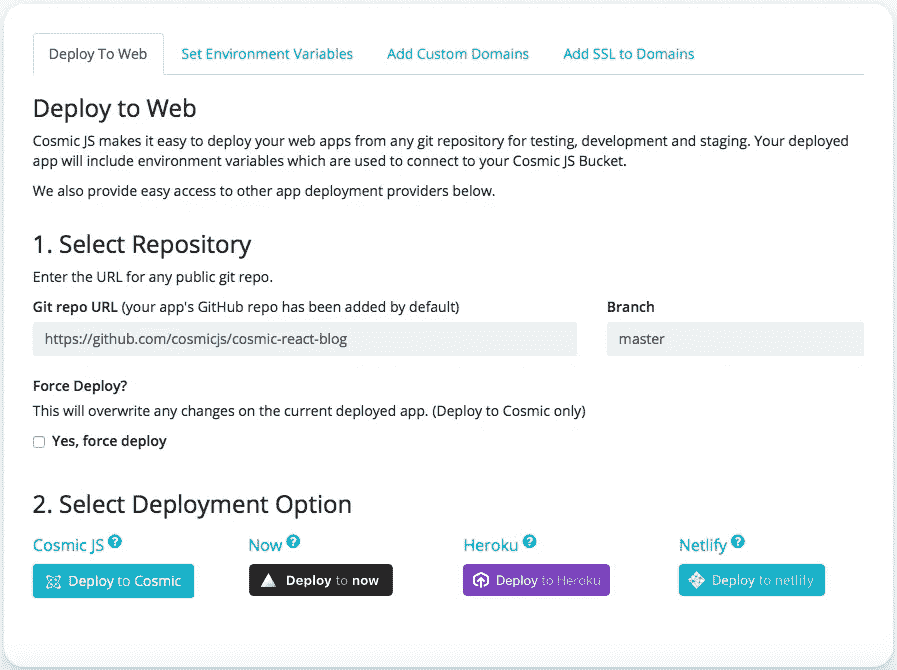 Deploy To Web
Set Environment Variables
Add Custom Domains
Add SSL to Domains
Deploy to Web
Cosmic JS makes it easy to deploy your web apps from any git repository for testing, development and staging. Your deployed
app will include environment variables which are used to connect to your Cosmic JS Bucket.
We also provide easy access to other app deployment providers below.
1. Select Repository
Enter the URL for any public git repo.
Git repo URL (your app's GitHub repo has been added by default)
Branch
https://github.com/cosmicjs/cosmic-react-blog
master
Force Deploy?
This will overwrite any changes on the current deployed app. (Deploy to Cosmic only)
Yes, force deploy
2. Select Deployment Option
Cosmic JS ?
Now ?
Heroku ?
Netlify ?
Deploy to Cosmic
Deploy to now
Deploy to Heroku
Deploy to netlify